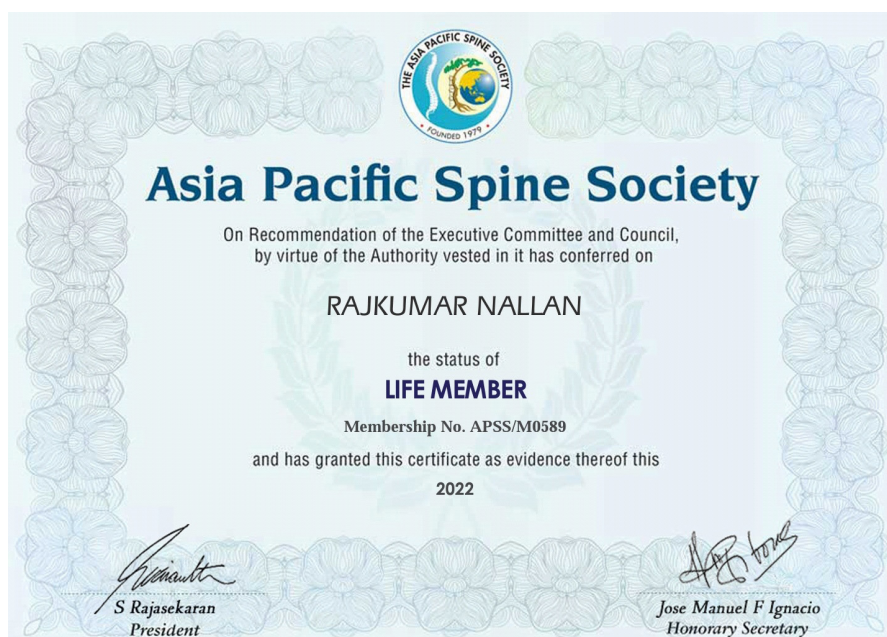 THE ASIA PACIFIC SPINE SOCIETY
• FOUNDED 1979 •
Asia Pacific Spine Society
On Recommendation of the Executive Committee and Council,
by virtue of the Authority vested in it has conferred on
RAJKUMAR NALLAN
the status of
LIFE MEMBER
Membership No. APSS/M0589
and has granted this certificate as evidence thereof this
2022
S Rajasekaran
President
Jose Manuel F Ignacio
Honorary Secretary